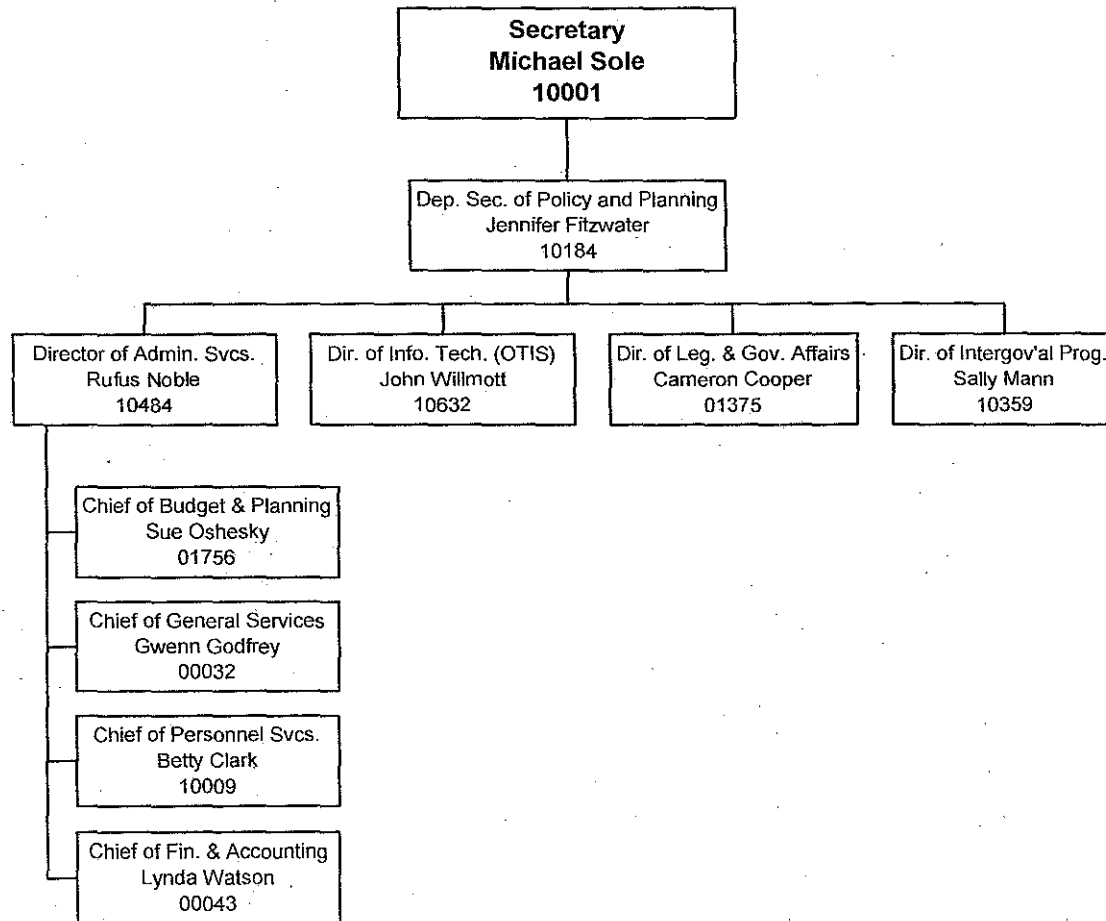 Secretary
Michael Sole
10001
Dep. Sec. of Policy and Planning
Jennifer Fitzwater
10184
Director of Admin. Svcs.
Rufus Noble
10484
Dir. of Info. Tech. (OTIS)
John Willmott
10632
Dir. of Leg. & Gov. Affairs
Cameron Cooper
01375
Dir. of Intergov'al Prog.
Sally Mann
10359
Chief of Budget & Planning
Sue Oshesky
01756
Chief of General Services
Gwenn Godfrey
00032
Chief of Personnel Svcs.
Betty Clark
10009
Chief of Fin. & Accounting
Lynda Watson
00043